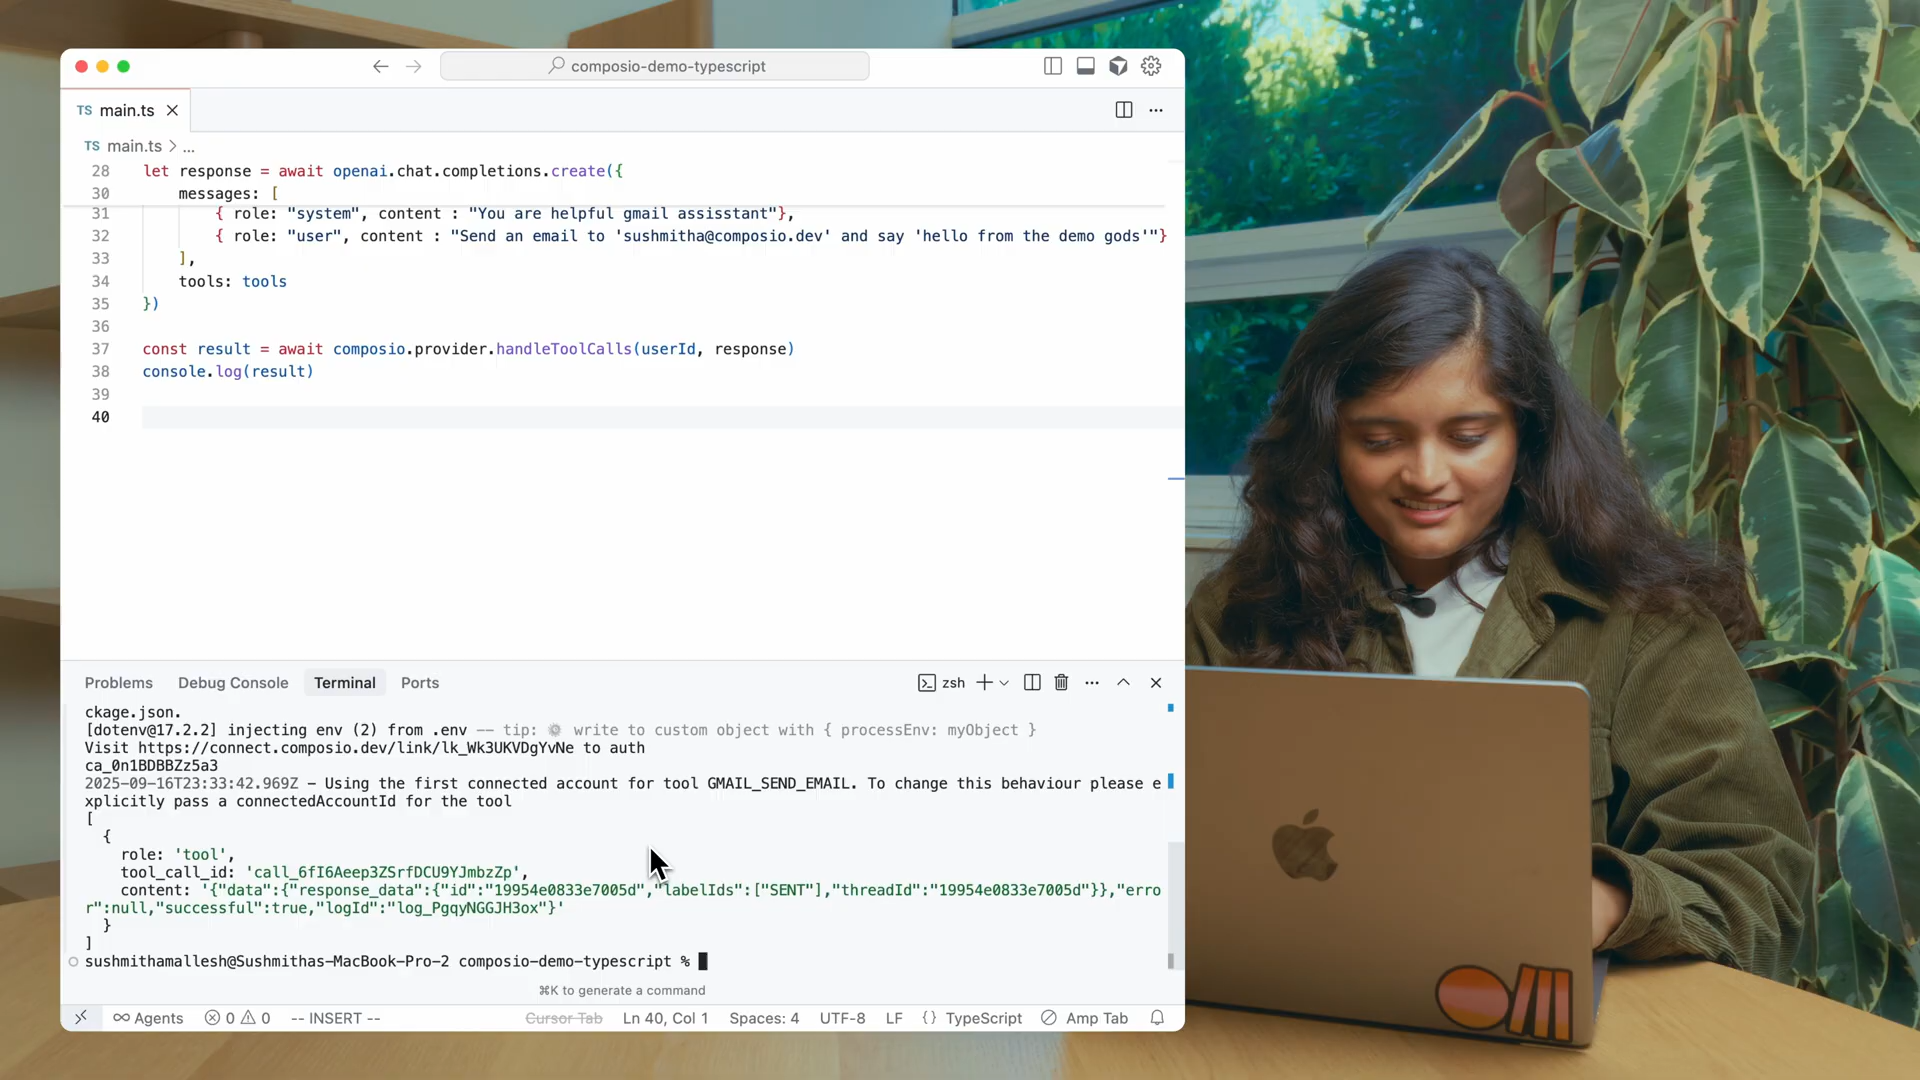 composio-demo-typescript
TS main.ts
TS main.ts > ...
28 let response = await openai.chat.completions.create({
30 messages: [
31 { role: "system", content : "You are helpful gmail assisstant"},
32 { role: "user", content : "Send an email to 'sushmitha@composio.dev' and say 'hello from the demo gods'"}
33 ],
34 tools: tools
35 })
36
37 const result = await composio.provider.handleToolCalls(userId, response)
38 console.log(result)
39
40
Problems Debug Console Terminal Ports zsh
ckage.json.
[dotenv@17.2.2] injecting env (2) from .env -- tip: ⚙ write to custom object with { processEnv: myObject }
Visit https://connect.composio.dev/link/lk_Wk3UKVDgYvNe to auth
ca_0n1BDBBZz5a3
2025-09-16T23:33:42.969Z - Using the first connected account for tool GMAIL_SEND_EMAIL. To change this behaviour please e
xplicitly pass a connectedAccountId for the tool
[
{
role: 'tool',
tool_call_id: 'call_6fI6Aeep3ZSrfDCU9YJmbzZp',
content: '{"data":{"response_data":{"id":"19954e0833e7005d","labelIds":["SENT"],"threadId":"19954e0833e7005d"}},"erro
r":null,"successful":true,"logId":"log_PgqyNGGJH3ox"}'
}
]
sushmithamallesh@Sushmithas-MacBook-Pro-2 composio-demo-typescript %
⌘K to generate a command
Agents 0 0 -- INSERT -- Cursor Tab Ln 40, Col 1 Spaces: 4 UTF-8 LF {} TypeScript Amp Tab